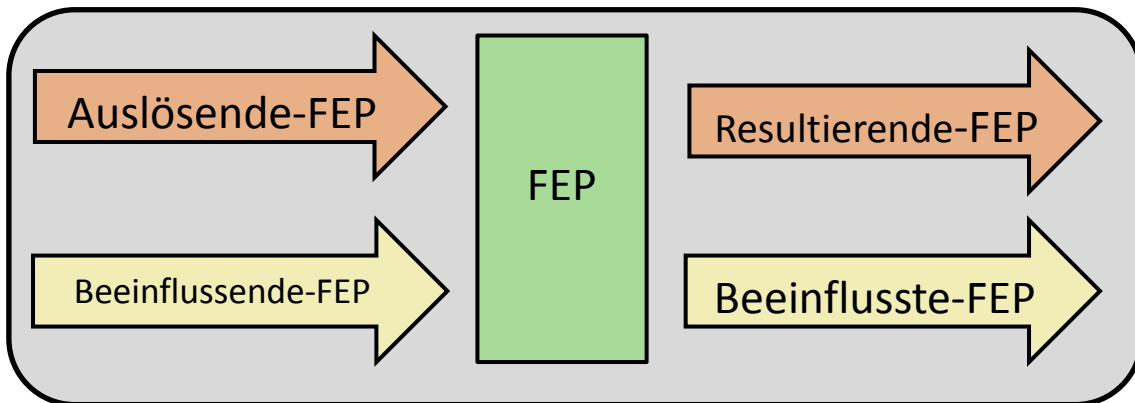 Auslösende-FEP
Resultierende-FEP
FEP
Beeinflussende-FEP
Beeinflusste-FEP